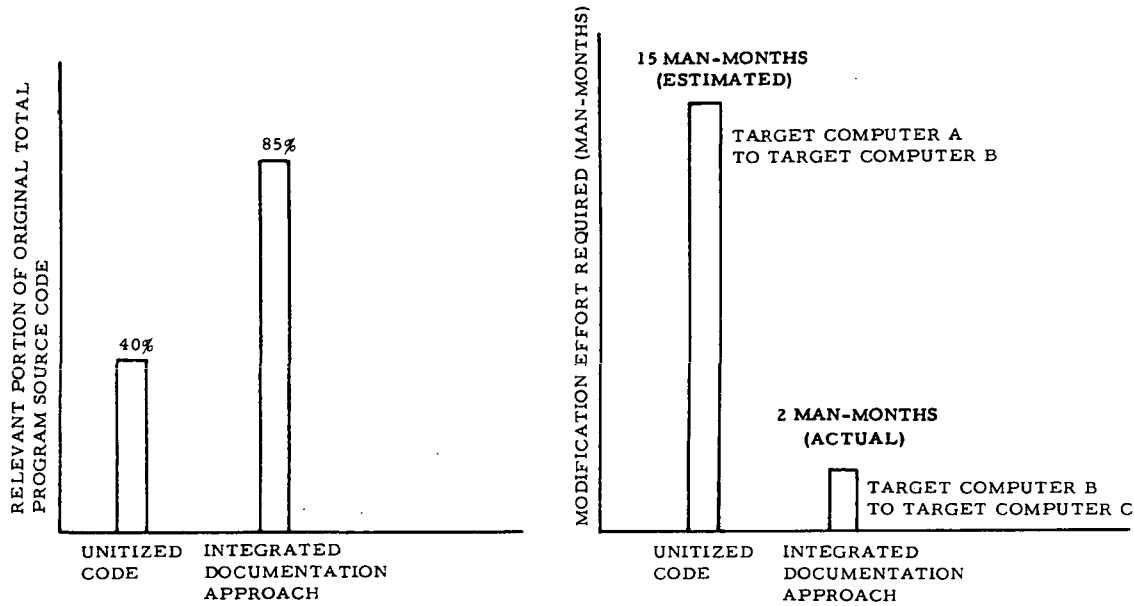 RELEVANT PORTION OF ORIGINAL TOTAL
PROGRAM SOURCE CODE
40%
85%
UNITIZED
CODE
INTEGRATED
DOCUMENTATION
APPROACH
MODIFICATION EFFORT REQUIRED (MAN-MONTHS)
15 MAN-MONTHS
(ESTIMATED)
TARGET COMPUTER A
TO TARGET COMPUTER B
2 MAN-MONTHS
(ACTUAL)
TARGET COMPUTER B
TO TARGET COMPUTER C
UNITIZED
CODE
INTEGRATED
DOCUMENTATION
APPROACH